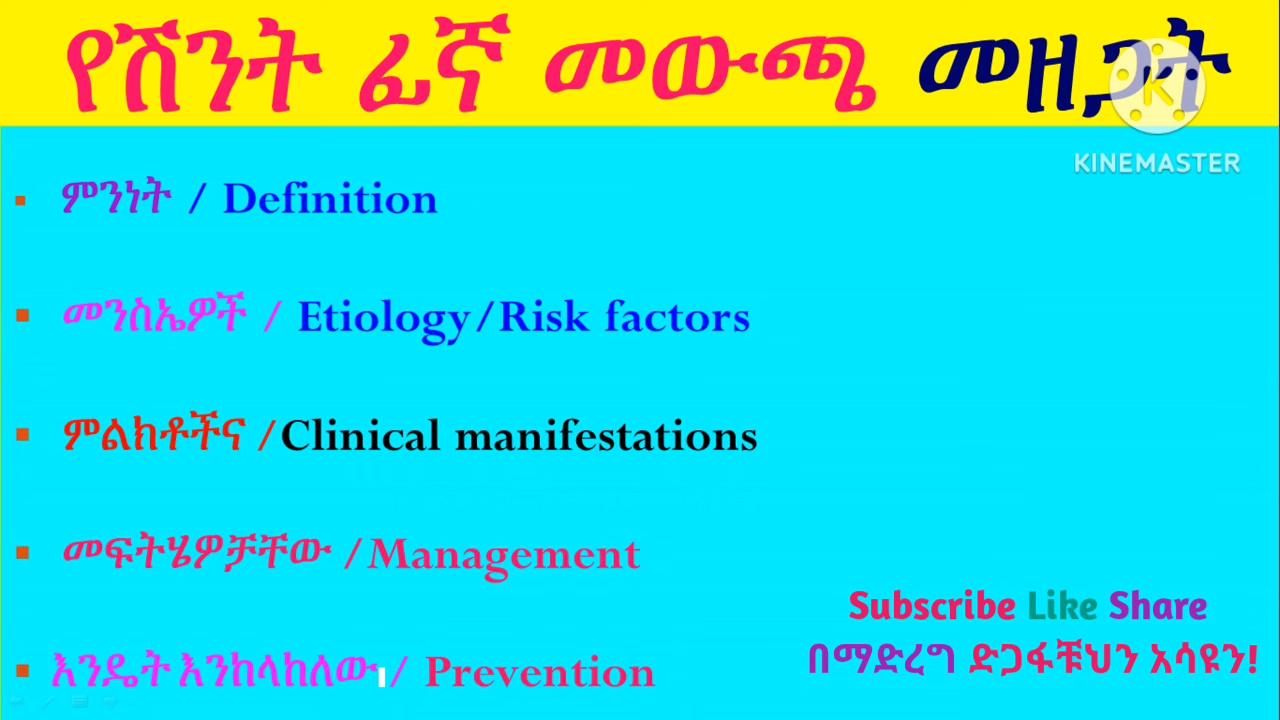 የሽንት ፊኛ መውጫ መዘጋት
KINEMASTER
ምንነት / Definition
መንስኤዎች / Etiology/Risk factors
ምልክቶችና /Clinical manifestations
መፍትሄዎቻቸው /Management
Subscribe Like Share
በማድረግ ድጋፋቹህን አሳዩን!
እንዴት እንከላከለው/ Prevention